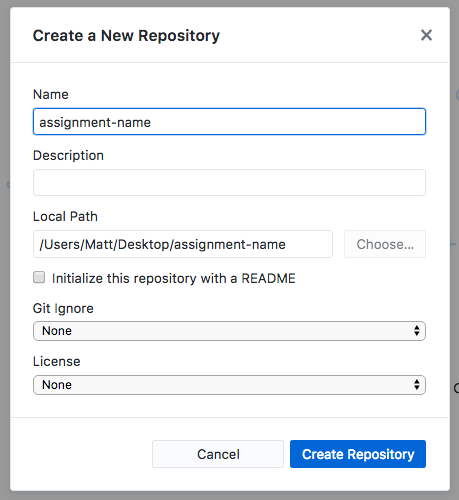 Create a New Repository
Name
assignment-name
Description
Local Path
/Users/Matt/Desktop/assignment-name Choose...
Initialize this repository with a README
Git Ignore
None
License
None
Cancel Create Repository